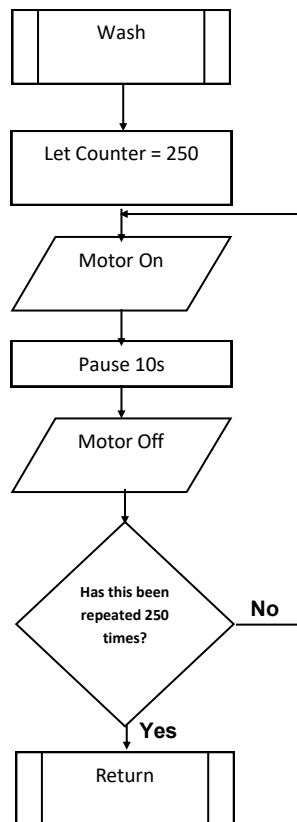 Wash
Let Counter = 250
Motor On
Pause 10s
Motor Off
Has this been
repeated 250
times?
No
Yes
Return